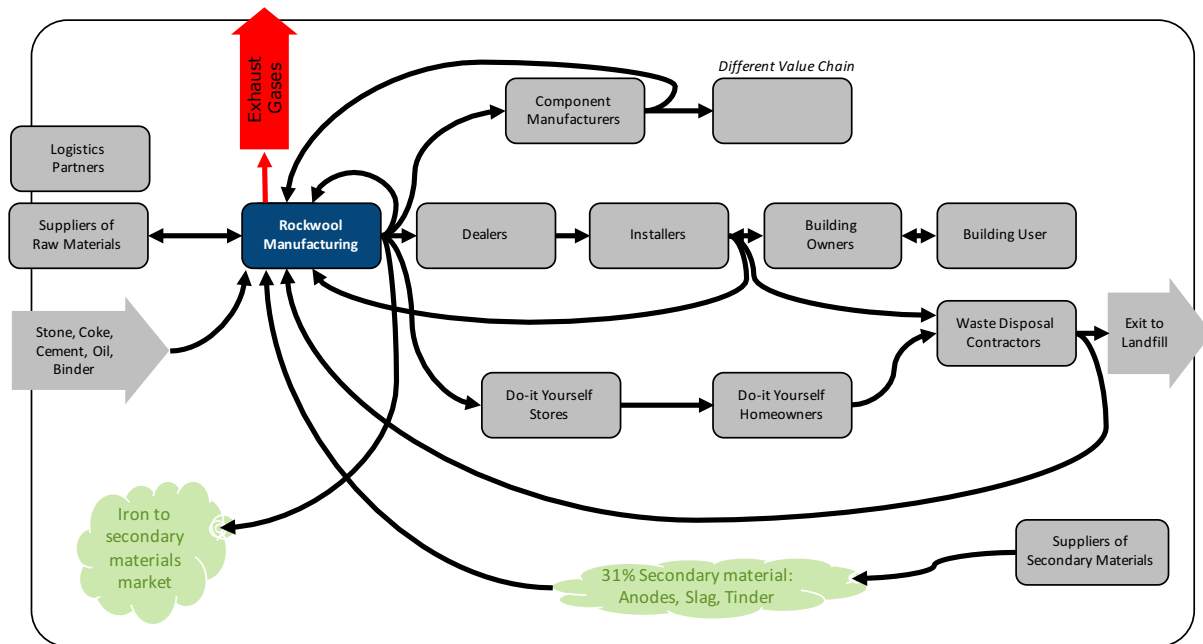 Exhaust
Gases
Different Value Chain
Component
Manufacturers
Logistics
Partners
Suppliers of
Raw Materials
Rockwool
Manufacturing
Dealers
Installers
Building
Owners
Building User
Stone, Coke,
Cement, Oil,
Binder
Waste Disposal
Contractors
Exit to
Landfill
Do-it Yourself
Stores
Do-it Yourself
Homeowners
Iron to
secondary
materials
market
31% Secondary material:
Anodes, Slag, Tinder
Suppliers of
Secondary Materials